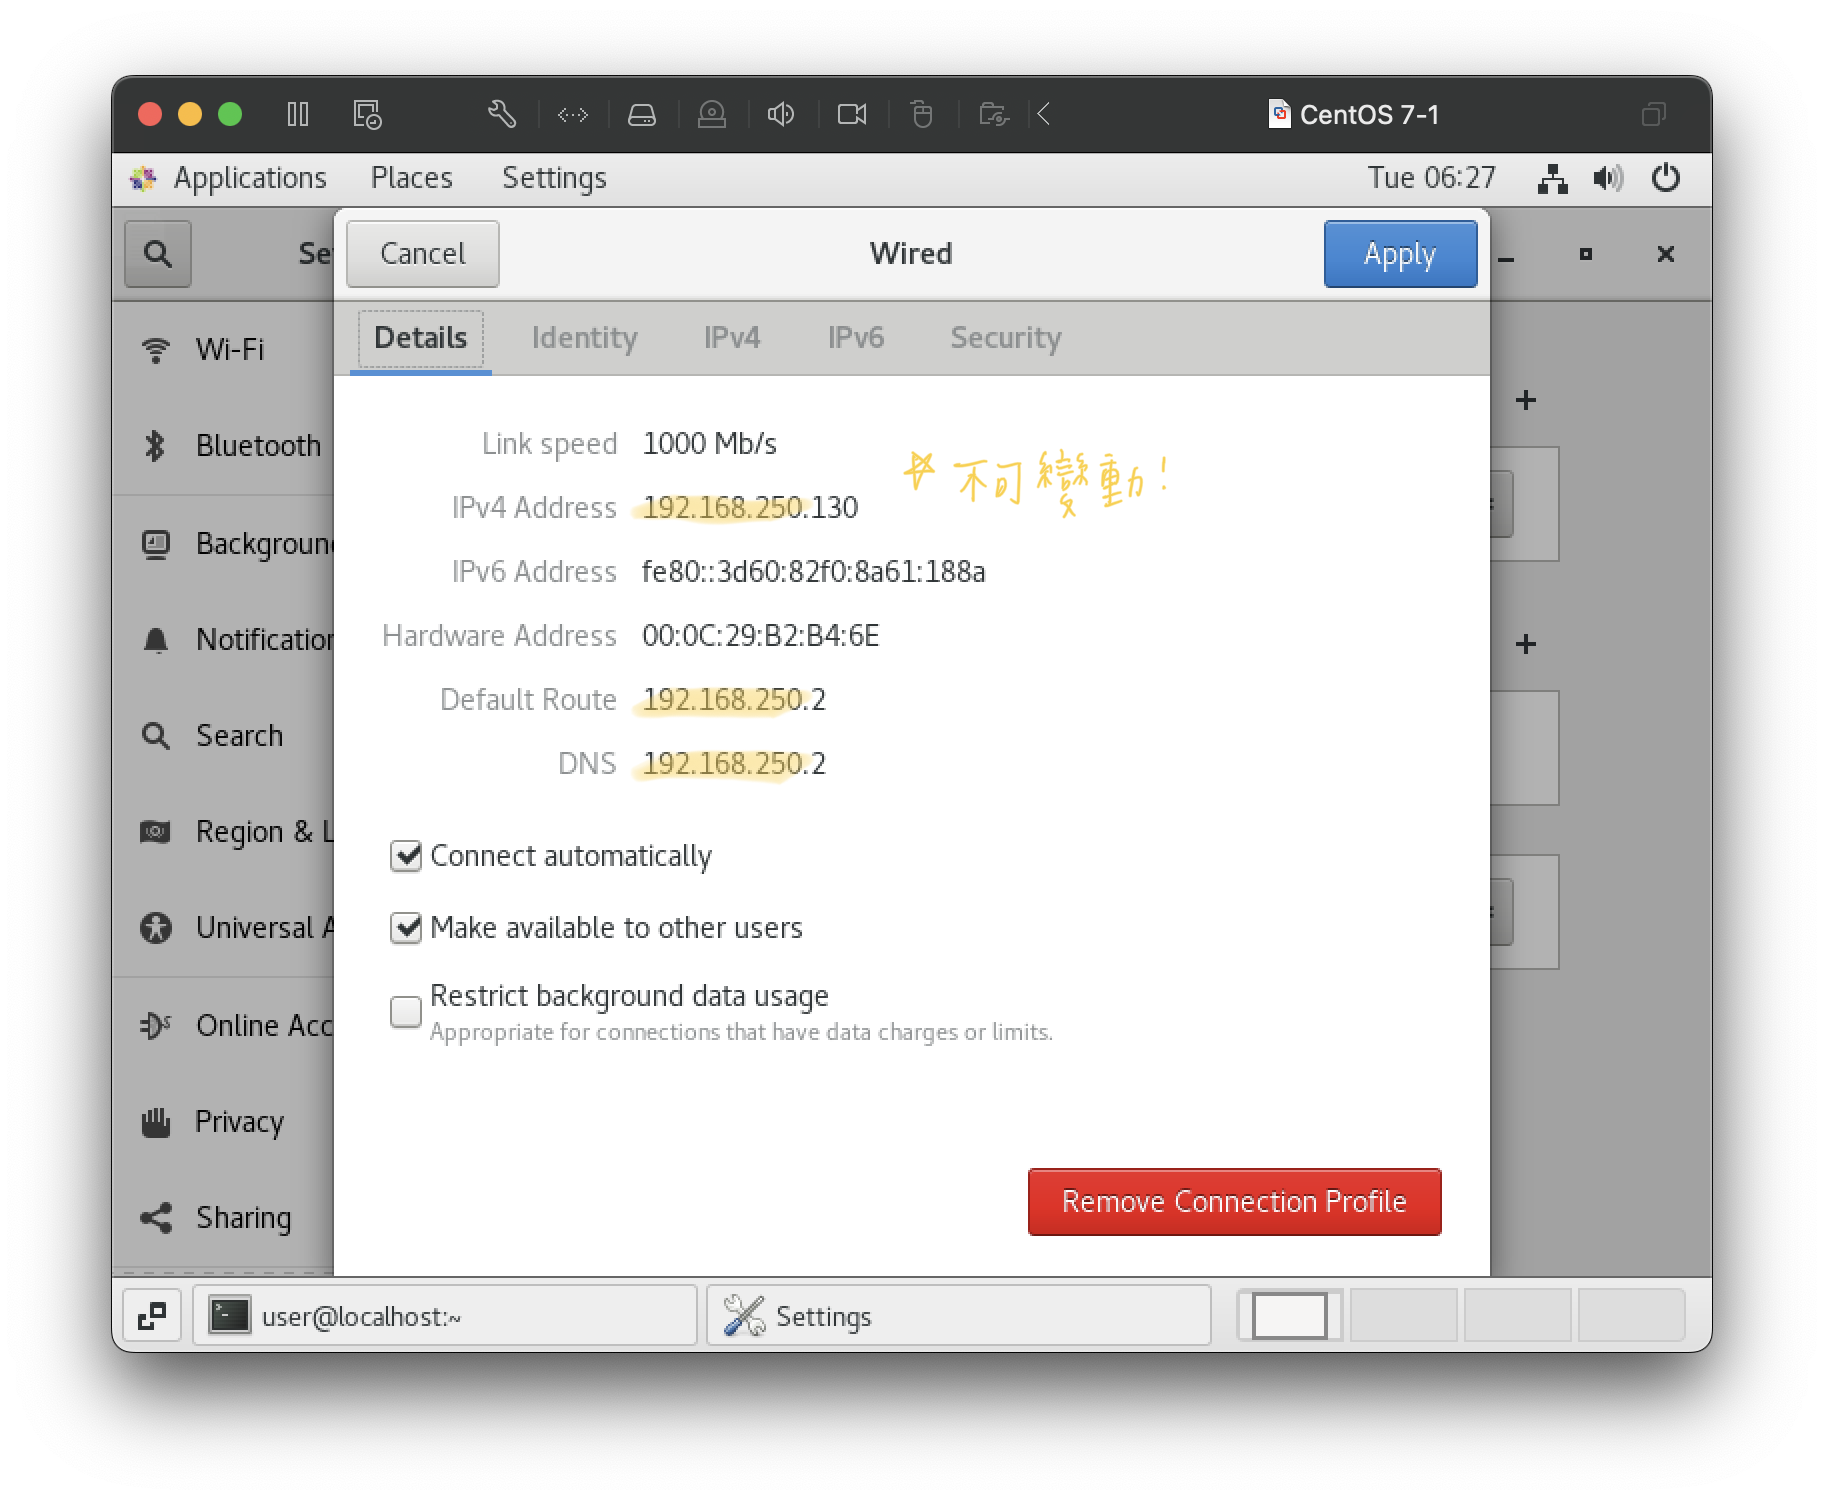 CentOS 7-1
Applications Places Settings Tue 06:27
Se
Cancel Wired Apply
Details Identity IPv4 IPv6 Security
Wi-Fi
Bluetooth
Background
Notification
Search
Region & L
Universal A
Online Acc
Privacy
Sharing
Link speed 1000 Mb/s
☆ 不可變動!
IPv4 Address 192.168.250.130
IPv6 Address fe80::3d60:82f0:8a61:188a
Hardware Address 00:0C:29:B2:B4:6E
Default Route 192.168.250.2
DNS 192.168.250.2
Connect automatically
Make available to other users
Restrict background data usage
Appropriate for connections that have data charges or limits.
Remove Connection Profile
user@localhost:~ Settings